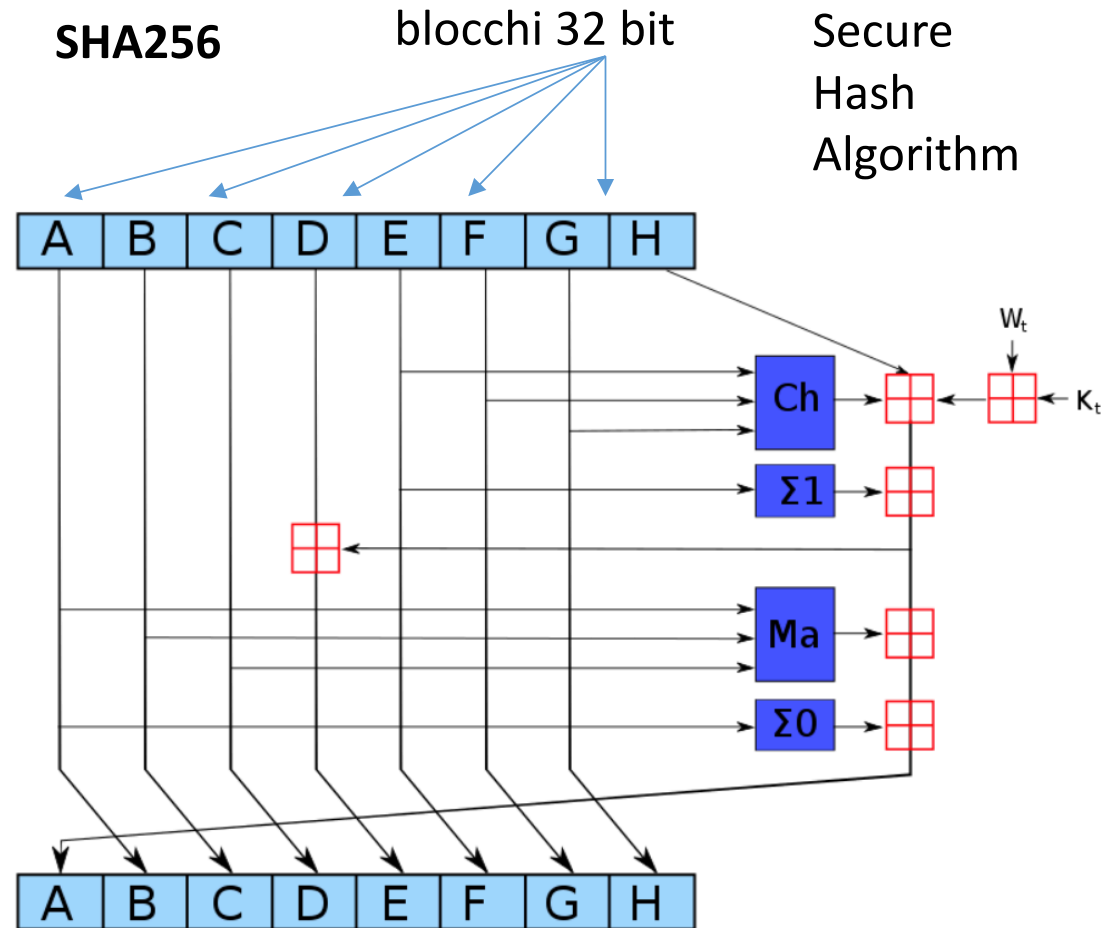 SHA256
blocchi 32 bit
Secure
Hash
Algorithm
A B C D E F G H
Wₜ
Ch
Kₜ
Σ1
Ma
Σ0
A B C D E F G H